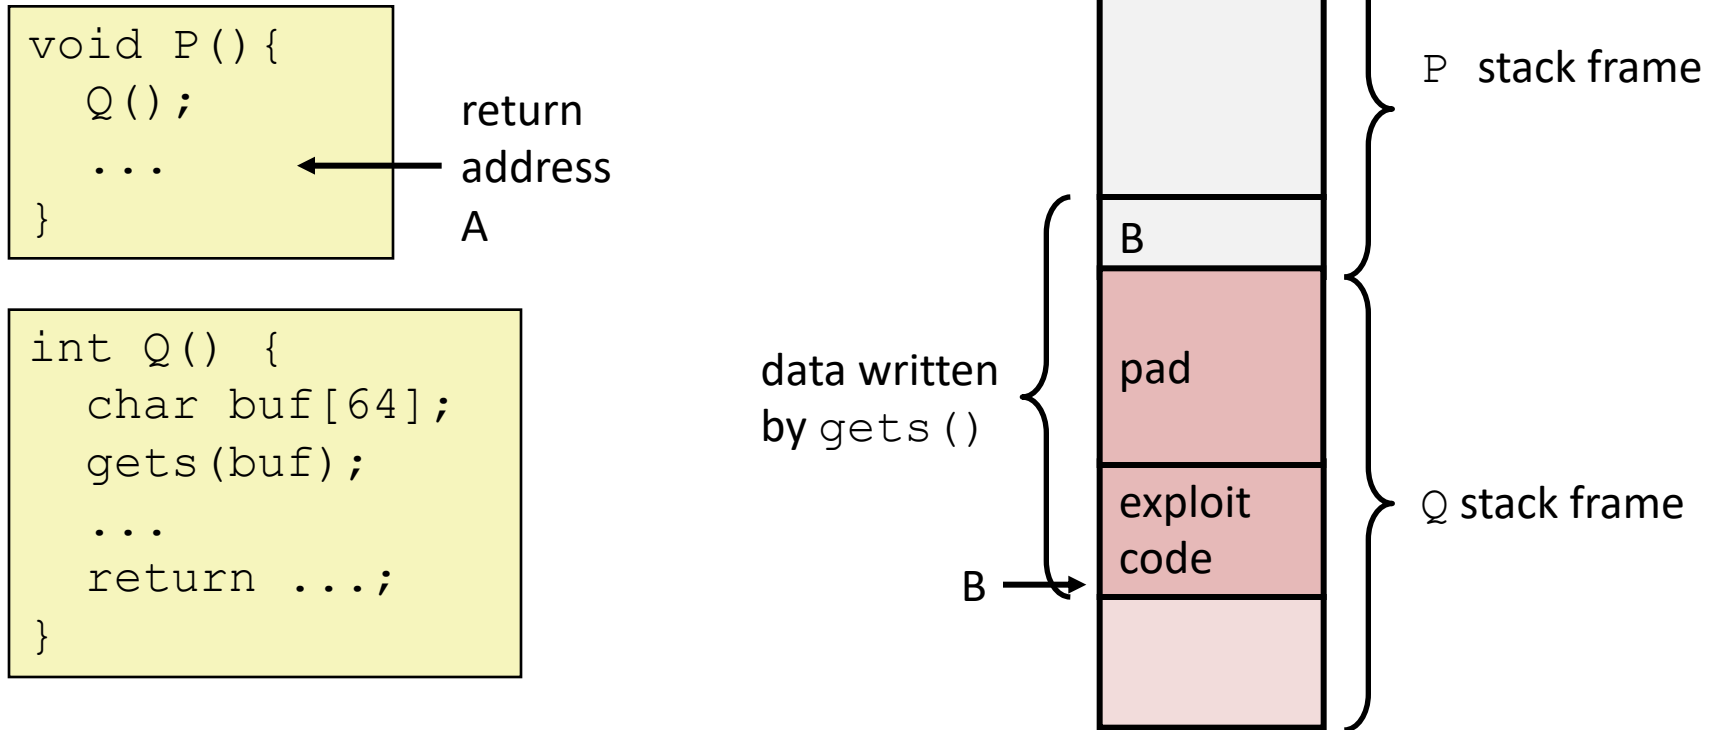 void P(){
  Q();
  ...
}
return
address
A
int Q() {
  char buf[64];
  gets(buf);
  ...
  return ...;
}
data written
by gets()
B
B
pad
exploit
code
P stack frame
Q stack frame